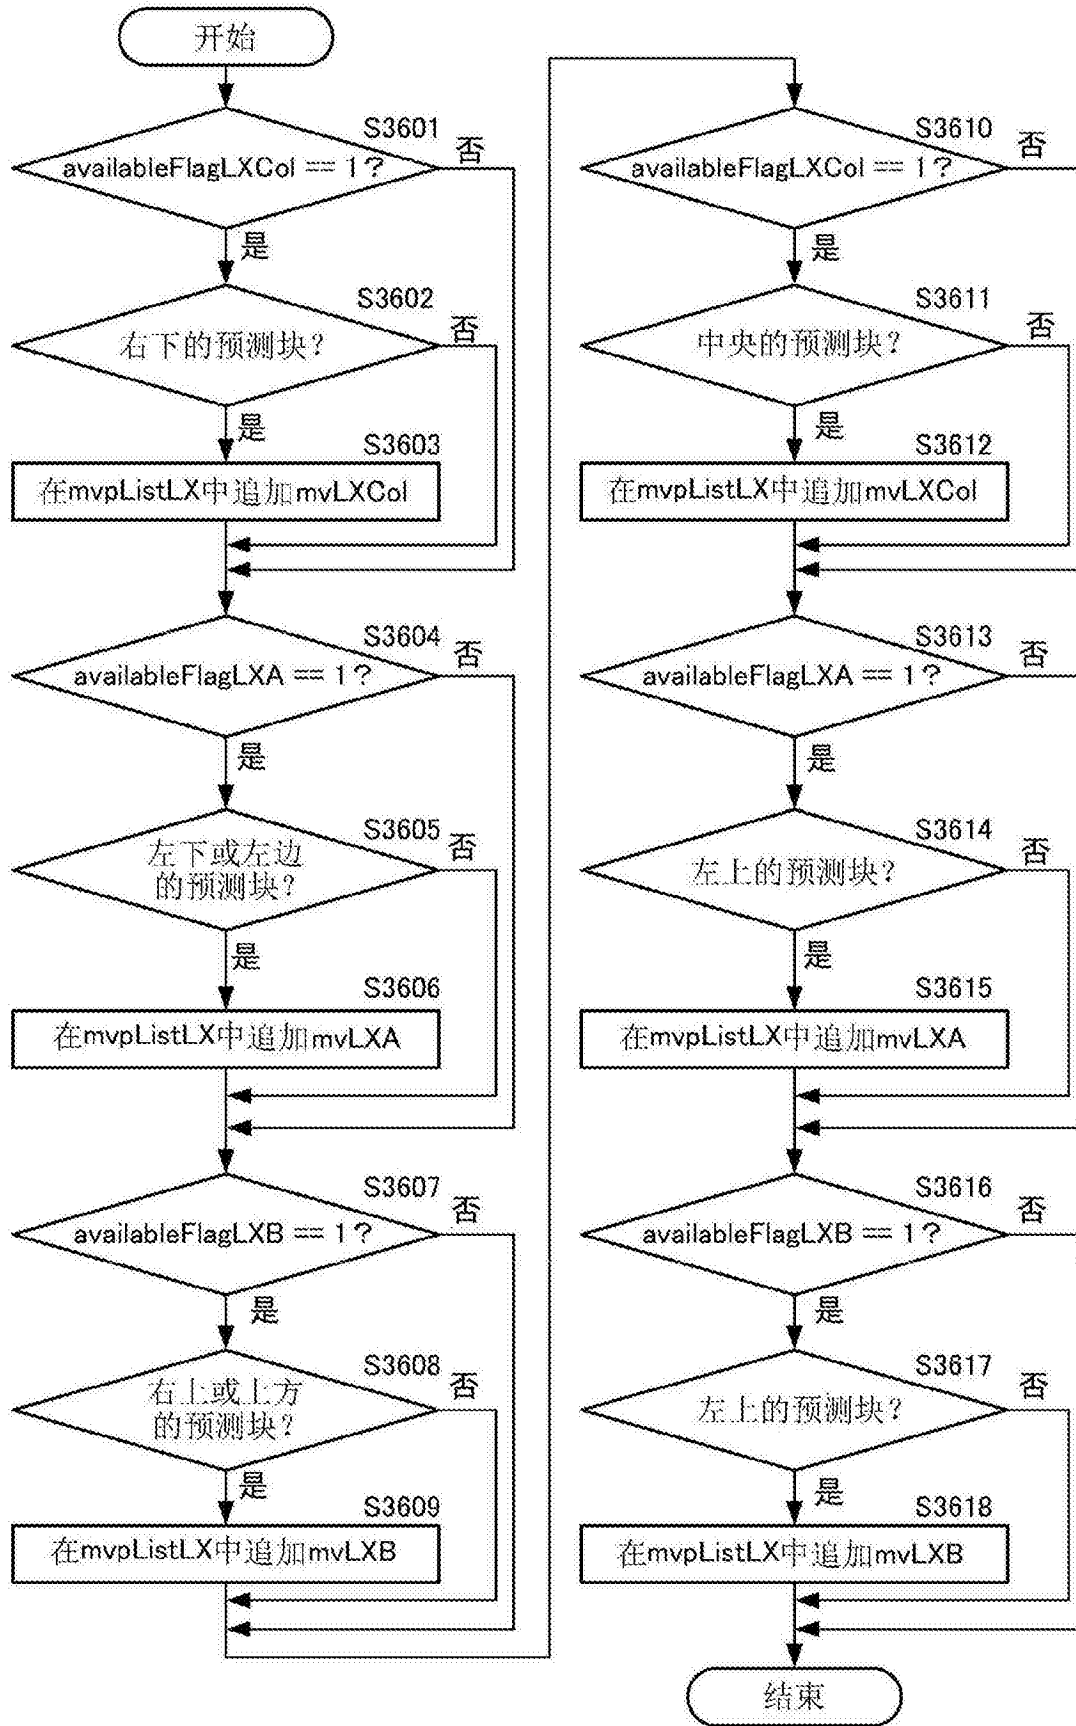 开始
S3601
availableFlagLXCol == 1?
否
是
S3602
右下的预测块?
否
是
S3603
在mvpListLX中追加mvLXCol
S3604
availableFlagLXA == 1?
否
是
S3605
左下或左边
的预测块?
否
是
S3606
在mvpListLX中追加mvLXA
S3607
availableFlagLXB == 1?
否
是
S3608
右上或上方
的预测块?
否
是
S3609
在mvpListLX中追加mvLXB
S3610
availableFlagLXCol == 1?
否
是
S3611
中央的预测块?
否
是
S3612
在mvpListLX中追加mvLXCol
S3613
availableFlagLXA == 1?
否
是
S3614
左上的预测块?
否
是
S3615
在mvpListLX中追加mvLXA
S3616
availableFlagLXB == 1?
否
是
S3617
左上的预测块?
否
是
S3618
在mvpListLX中追加mvLXB
结束